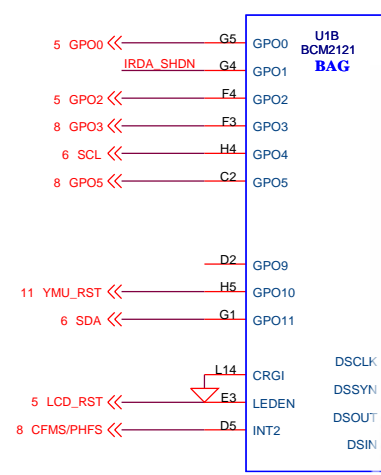 U1B
BCM2121
BAG
5 GPO0 G5 GPO0
IRDA_SHDN G4 GPO1
5 GPO2 F4 GPO2
8 GPO3 F3 GPO3
6 SCL H4 GPO4
8 GPO5 C2 GPO5
D2 GPO9
11 YMU_RST H5 GPO10
6 SDA G1 GPO11
DSCLK
L14 CRGI
DSSYN
5 LCD_RST E3 LEDEN
DSOUT
8 CFMS/PHFS D5 INT2
DSIN